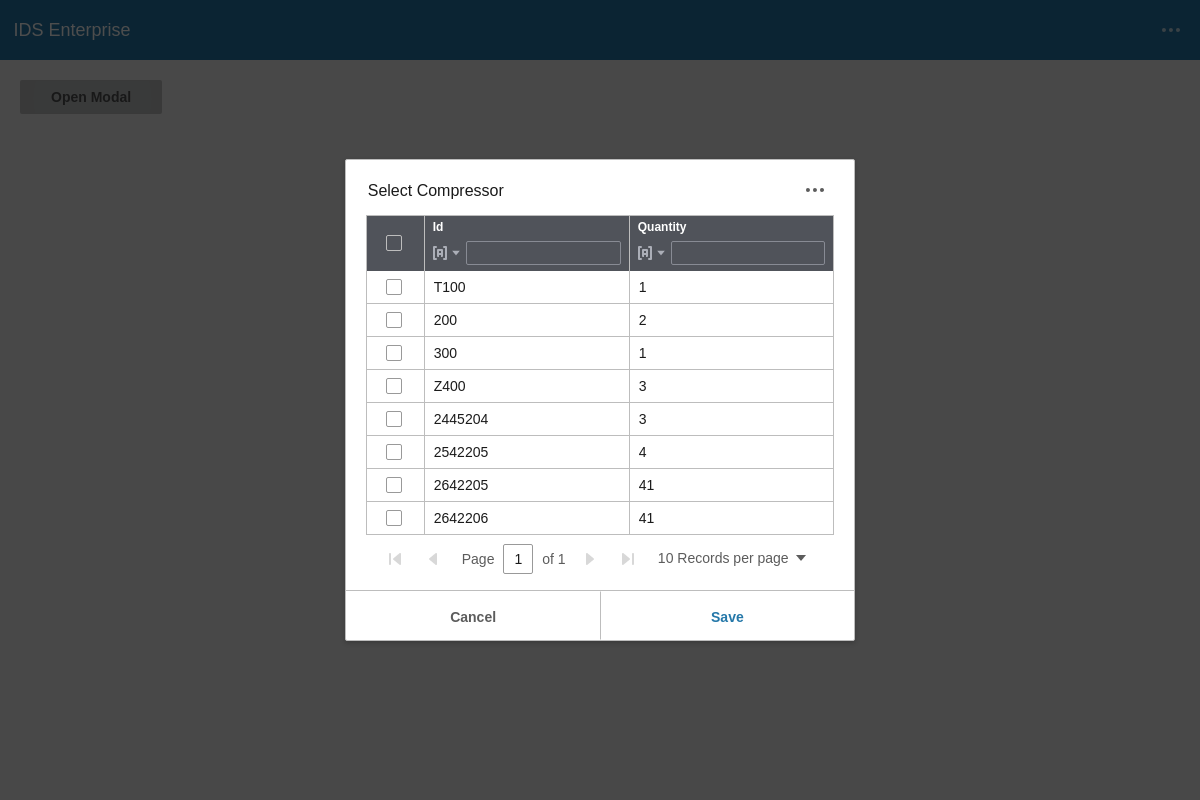 IDS Enterprise
Open Modal
Select Compressor
Id Quantity
T100 1
200 2
300 1
Z400 3
2445204 3
2542205 4
2642205 41
2642206 41
Page 1 of 1 10 Records per page
Cancel Save